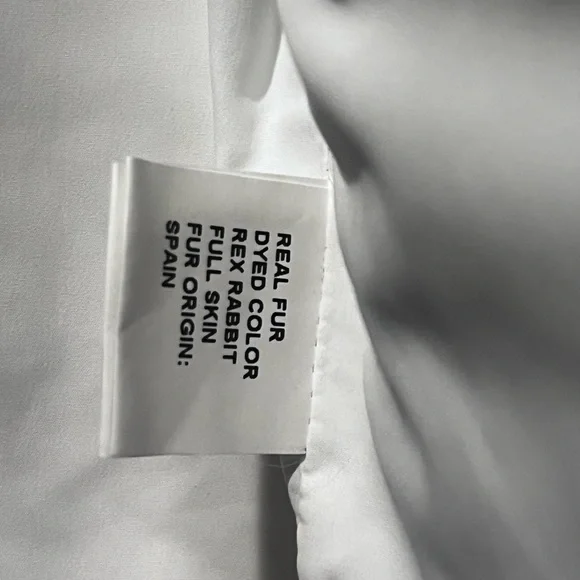 REAL FUR
DYED COLOR
REX RABBIT
FULL SKIN
FUR ORIGIN:
SPAIN